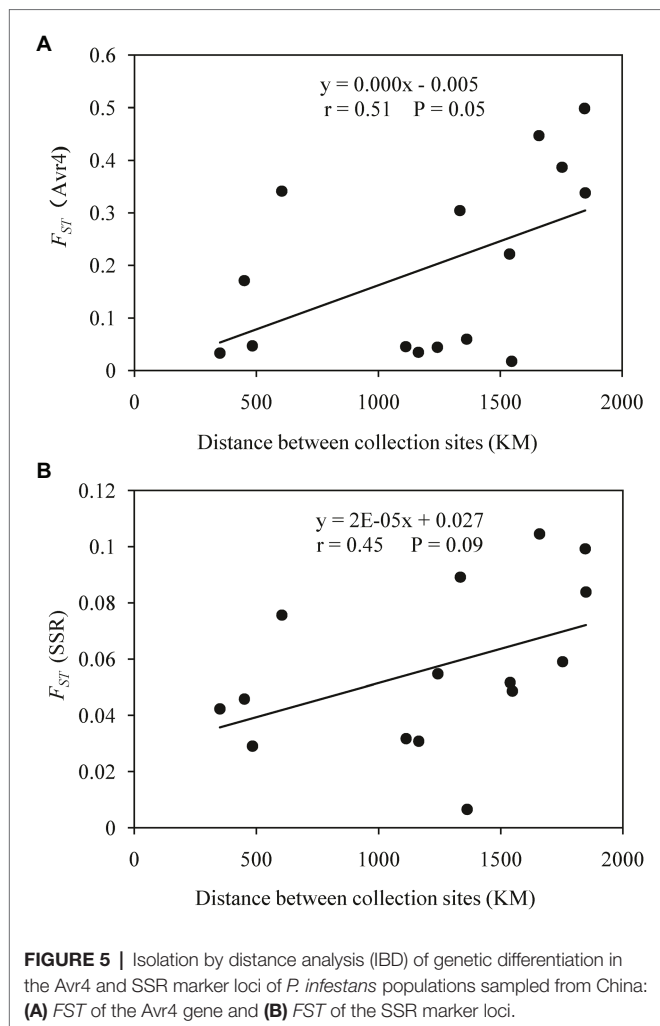 A
y = 0.000x - 0.005
r = 0.51 P = 0.05
FST (Avr4)
0.6
0.5
0.4
0.3
0.2
0.1
0
0 500 1000 1500 2000
Distance between collection sites (KM)
B
y = 2E-05x + 0.027
r = 0.45 P = 0.09
FST (SSR)
0.12
0.1
0.08
0.06
0.04
0.02
0
0 500 1000 1500 2000
Distance between collection sites (KM)
FIGURE 5 | Isolation by distance analysis (IBD) of genetic differentiation in
the Avr4 and SSR marker loci of P. infestans populations sampled from China:
(A) FST of the Avr4 gene and (B) FST of the SSR marker loci.